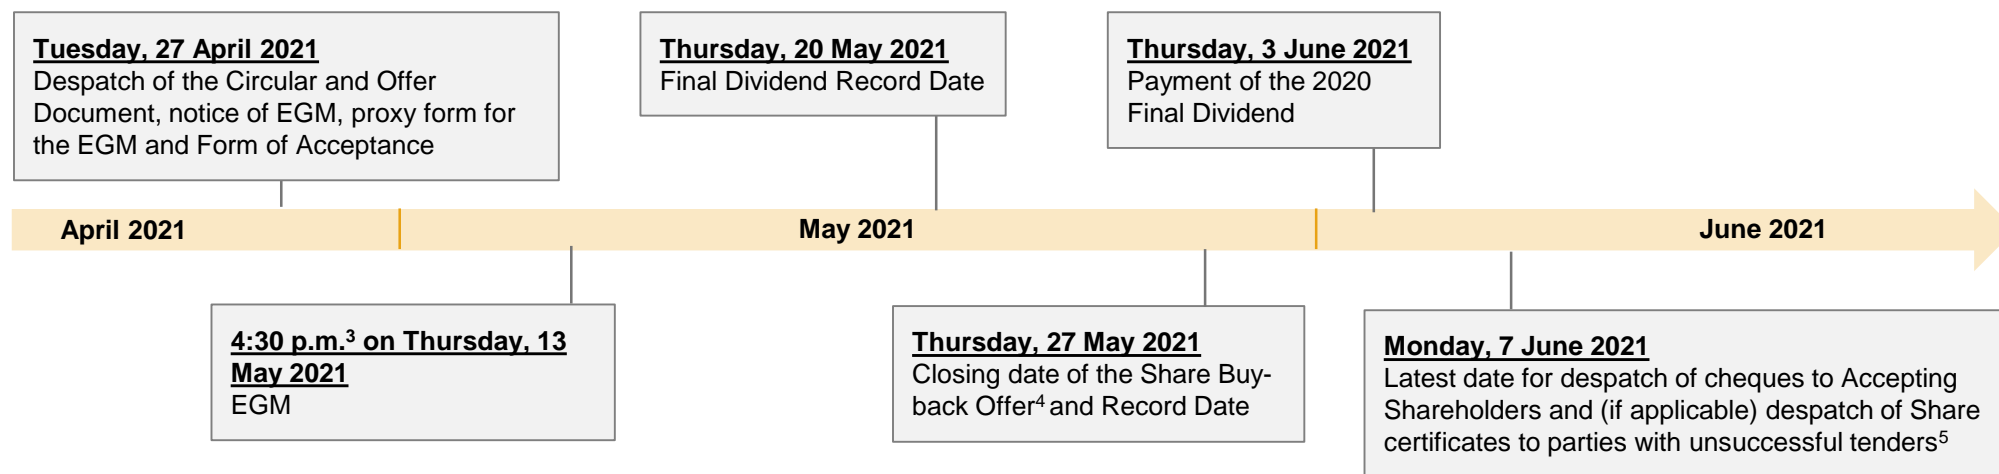 Tuesday, 27 April 2021
Despatch of the Circular and Offer
Document, notice of EGM, proxy form for
the EGM and Form of Acceptance
Thursday, 20 May 2021
Final Dividend Record Date
Thursday, 3 June 2021
Payment of the 2020
Final Dividend
April 2021
May 2021
June 2021
4:30 p.m.³ on Thursday, 13
May 2021
EGM
Thursday, 27 May 2021
Closing date of the Share Buy-
back Offer⁴ and Record Date
Monday, 7 June 2021
Latest date for despatch of cheques to Accepting
Shareholders and (if applicable) despatch of Share
certificates to parties with unsuccessful tenders⁵